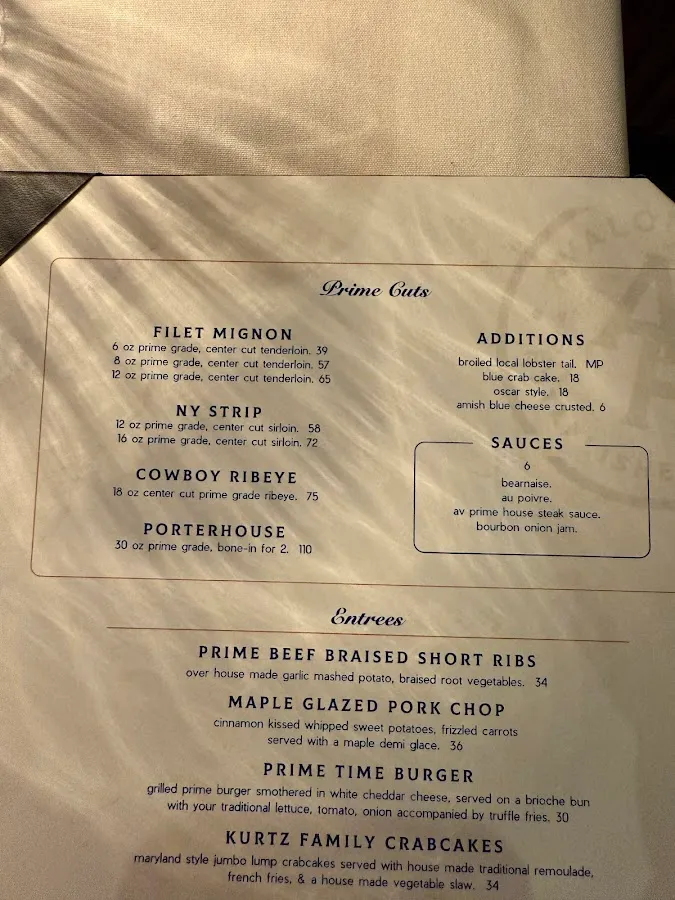 Prime Cuts
FILET MIGNON
6 oz prime grade, center cut tenderloin. 39
8 oz prime grade, center cut tenderloin. 57
12 oz prime grade, center cut tenderloin. 65
NY STRIP
12 oz prime grade, center cut sirloin. 58
16 oz prime grade, center cut sirloin. 72
COWBOY RIBEYE
18 oz center cut prime grade ribeye. 75
PORTERHOUSE
30 oz prime grade, bone-in for 2. 110
ADDITIONS
broiled local lobster tail. MP
blue crab cake. 18
oscar style. 18
amish blue cheese crusted. 6
SAUCES
6
bearnaise.
au poivre.
av prime house steak sauce.
bourbon onion jam.
Entrees
PRIME BEEF BRAISED SHORT RIBS
over house made garlic mashed potato, braised root vegetables. 34
MAPLE GLAZED PORK CHOP
cinnamon kissed whipped sweet potatoes, frizzled carrots
served with a maple demi glace. 36
PRIME TIME BURGER
grilled prime burger smothered in white cheddar cheese, served on a brioche bun
with your traditional lettuce, tomato, onion accompanied by truffle fries. 30
KURTZ FAMILY CRABCAKES
maryland style jumbo lump crabcakes served with house made traditional remoulade,
french fries, & a house made vegetable slaw. 34